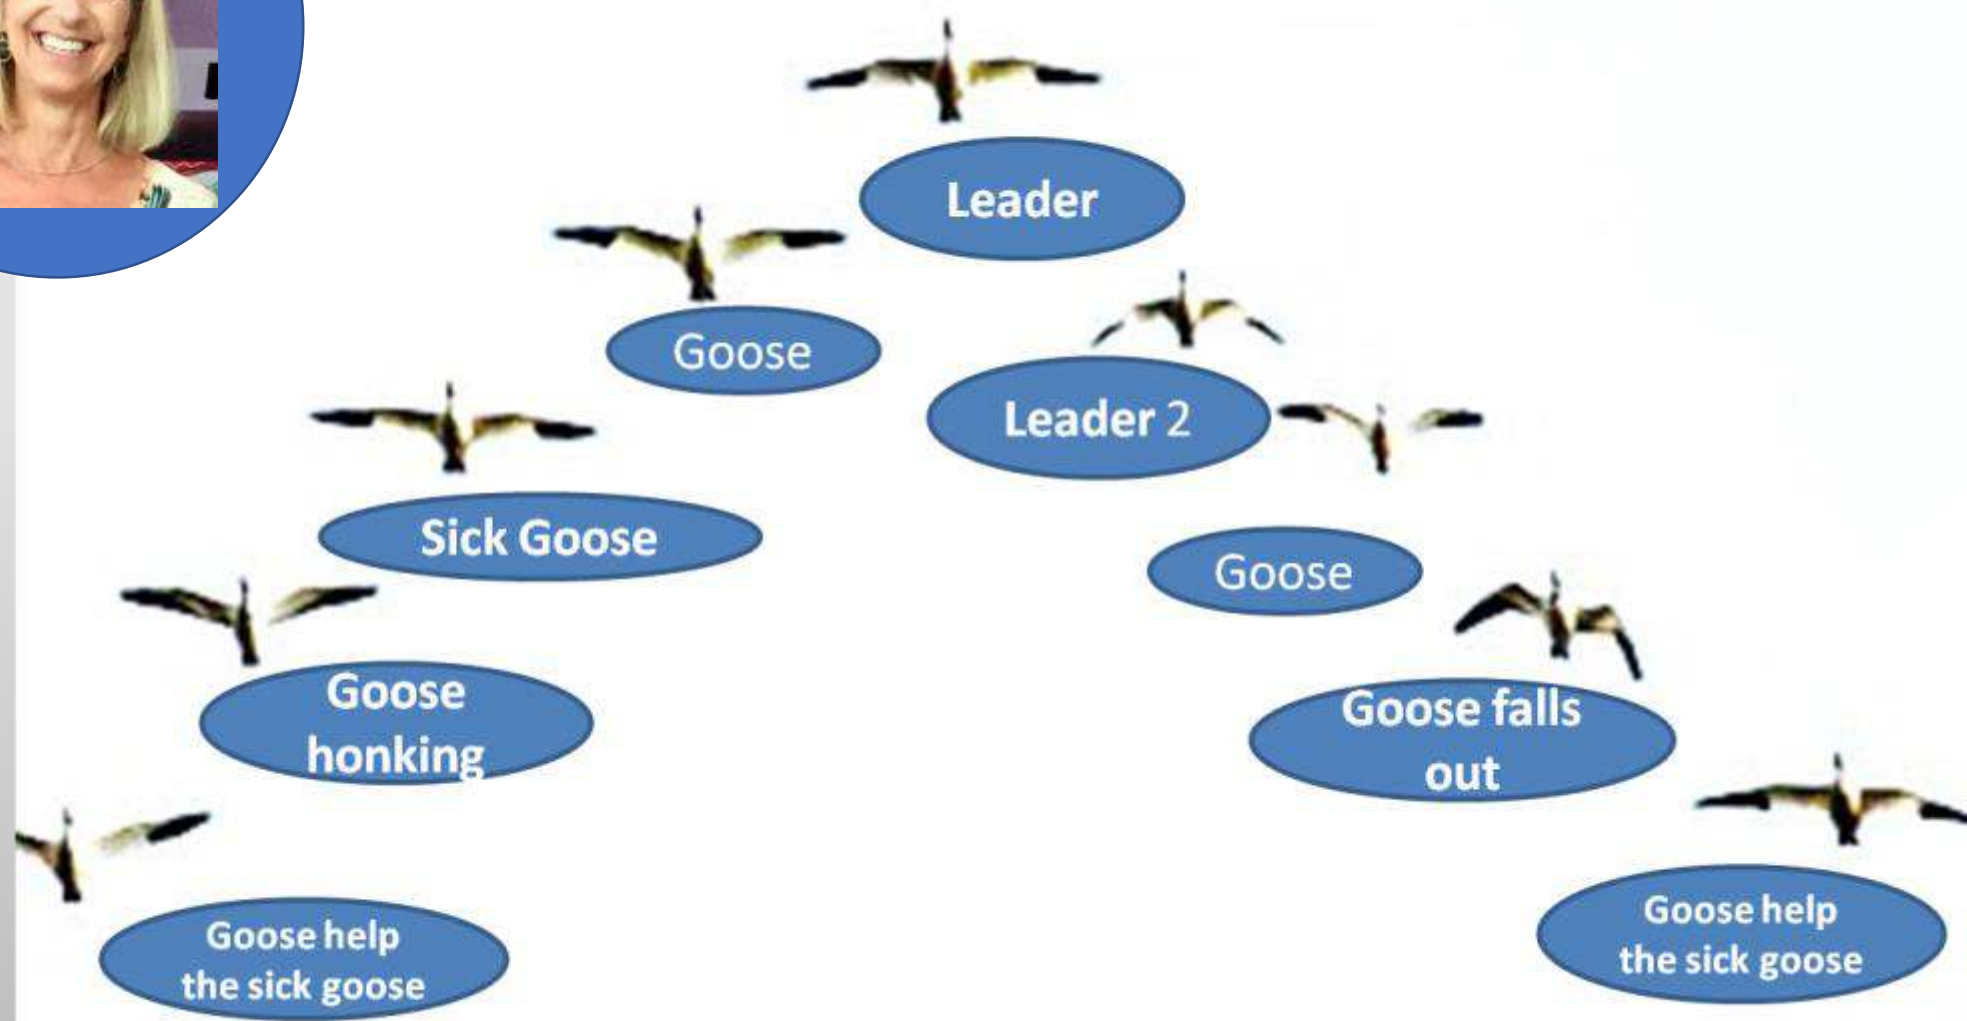 Leader
Goose
Leader 2
Sick Goose
Goose
Goose
honking
Goose falls
out
Goose help
the sick goose
Goose help
the sick goose